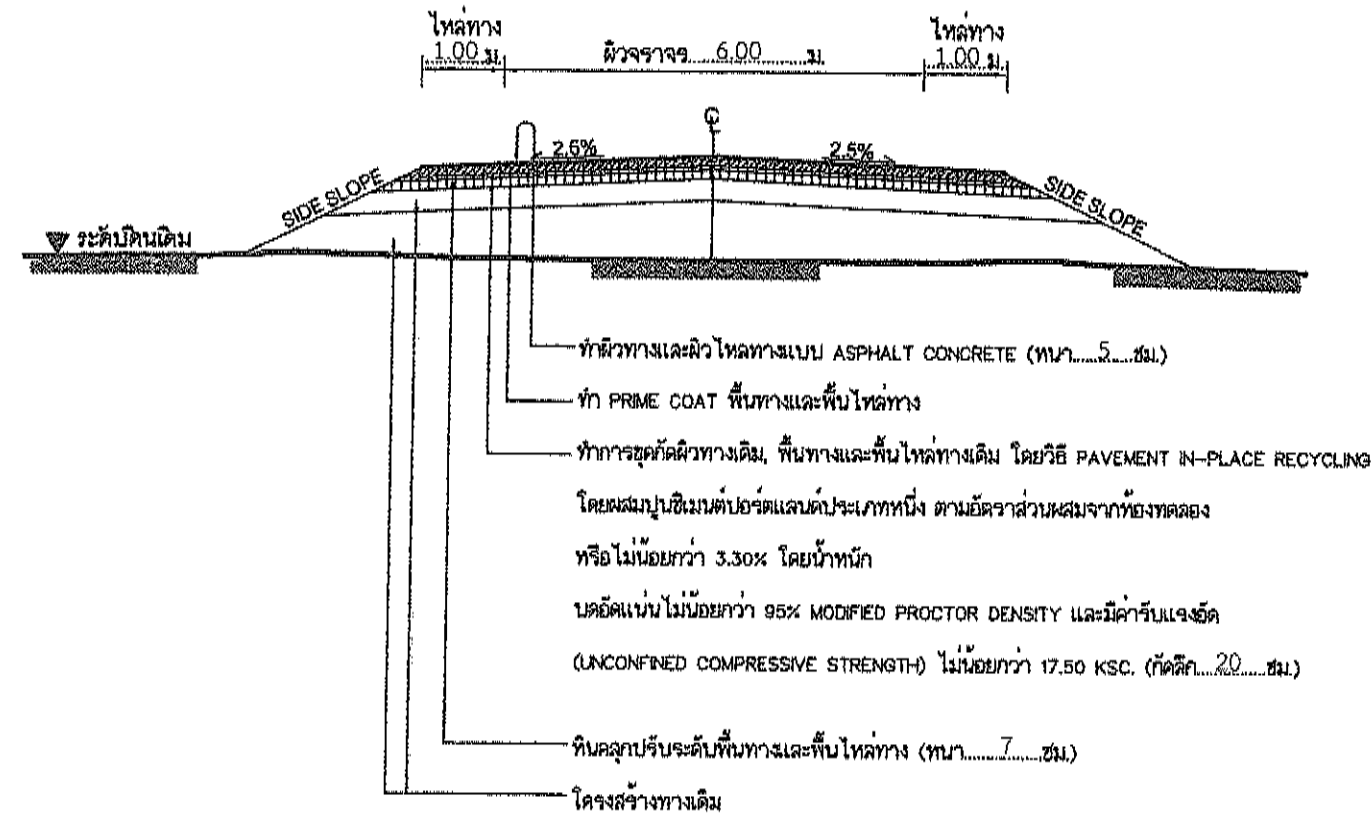 ไหล่ทาง
ไหล่ทาง
1.00 ม.
ผิวจราจร 6.00 ม.
1.00 ม.
2.5%
2.5%
SIDE SLOPE
SIDE SLOPE
ระดับดินเดิม
ทำผิวทางและผิวไหล่ทางแบบ ASPHALT CONCRETE (หนา.....5.....ซม.)
ทำ PRIME COAT พื้นทางและพื้นไหล่ทาง
ทำการขุดกัดผิวทางเดิม, พื้นทางและพื้นไหล่ทางเดิม โดยวิธี PAVEMENT IN-PLACE RECYCLING
โดยผสมปูนซิเมนต์ปอร์ตแลนด์ประเภทหนึ่ง ตามอัตราส่วนผสมจากห้องทดลอง
หรือไม่น้อยกว่า 3.30% โดยน้ำหนัก
บดอัดแน่นไม่น้อยกว่า 95% MODIFIED PROCTOR DENSITY และมีค่ารับแรงอัด
(UNCONFINED COMPRESSIVE STRENGTH) ไม่น้อยกว่า 17.50 KSC. (กัดลึก.....20.....ซม.)
หินคลุกปรับระดับพื้นทางและพื้นไหล่ทาง (หนา.....7.....ซม.)
โครงสร้างทางเดิม